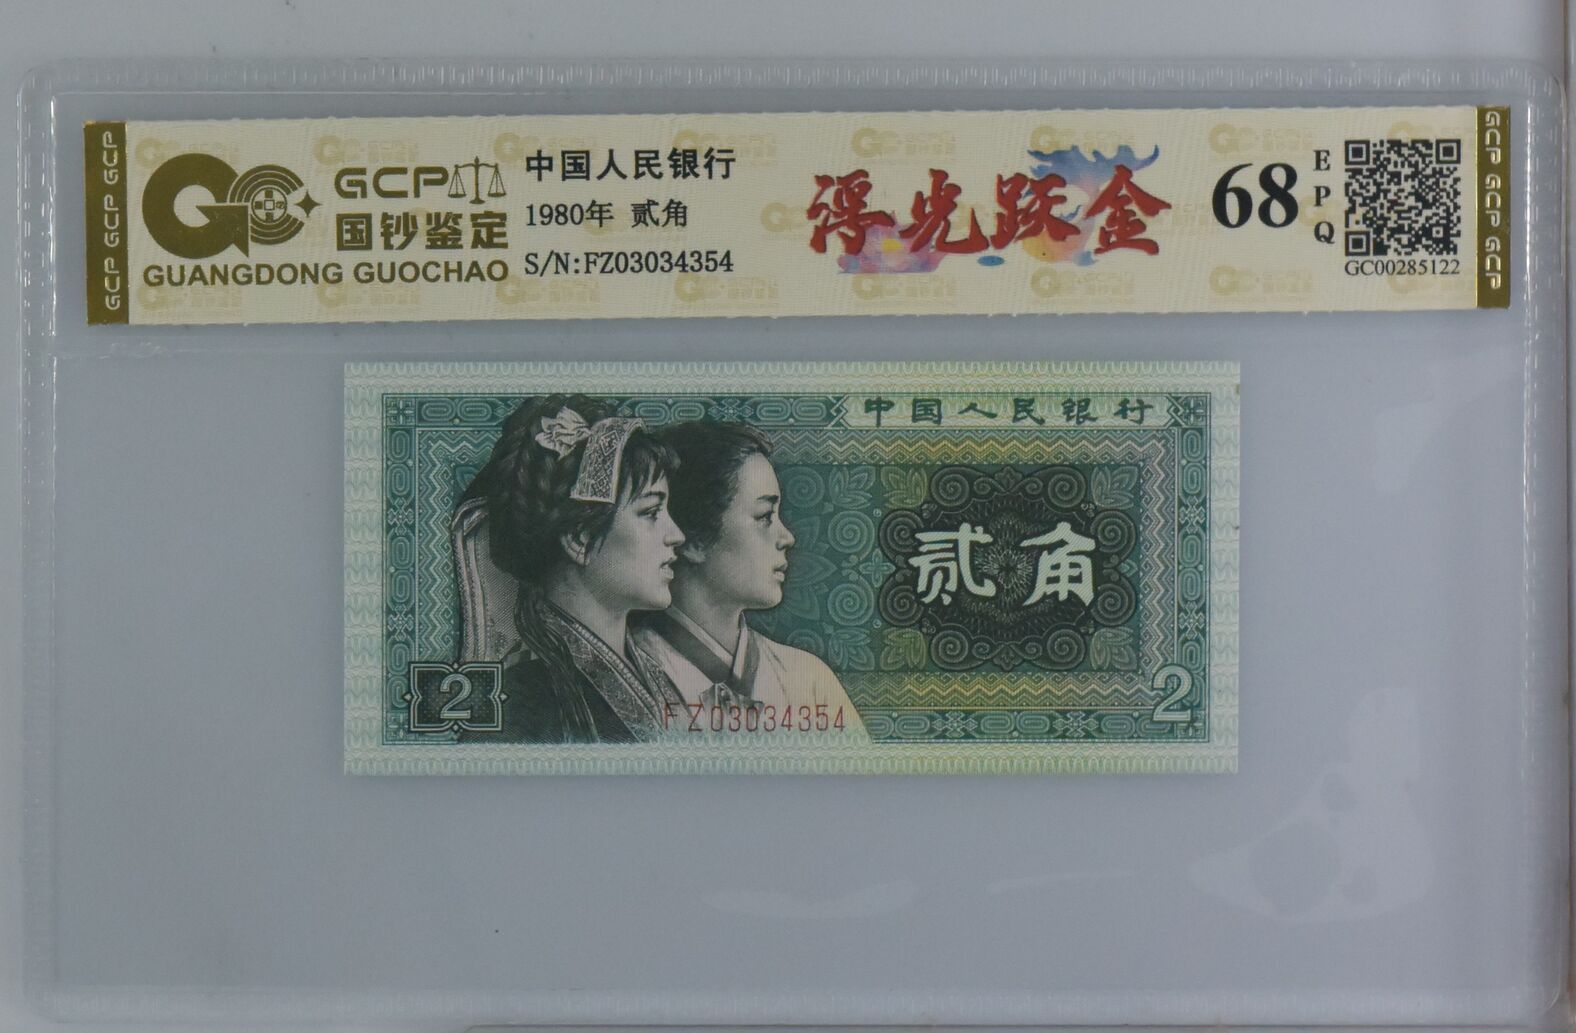 GCP GCP GCP
GCP
国钞鉴定
GUANGDONG GUOCHAO
中国人民银行
1980年 贰角
S/N:FZ03034354
浮光跃金
68
EPQ
GC00285122
GCP GCP GCP
中国人民银行
贰角
2
2
FZ03034354